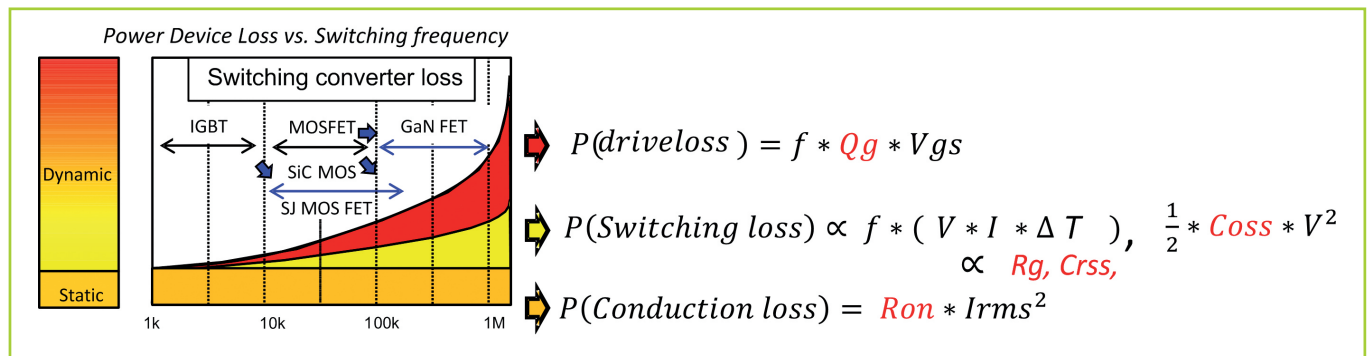 Power Device Loss vs. Switching frequency
Switching converter loss
IGBT
MOSFET
GaN FET
SiC MOS
SJ MOS FET
Dynamic
Static
1k
10k
100k
1M
P(driveloss) = f * Qg * Vgs
P(Switching loss) ∝ f * ( V * I * Δ T ), 1/2 * Coss * V²
∝ Rg, Crss,
P(Conduction loss) = Ron * Irms²